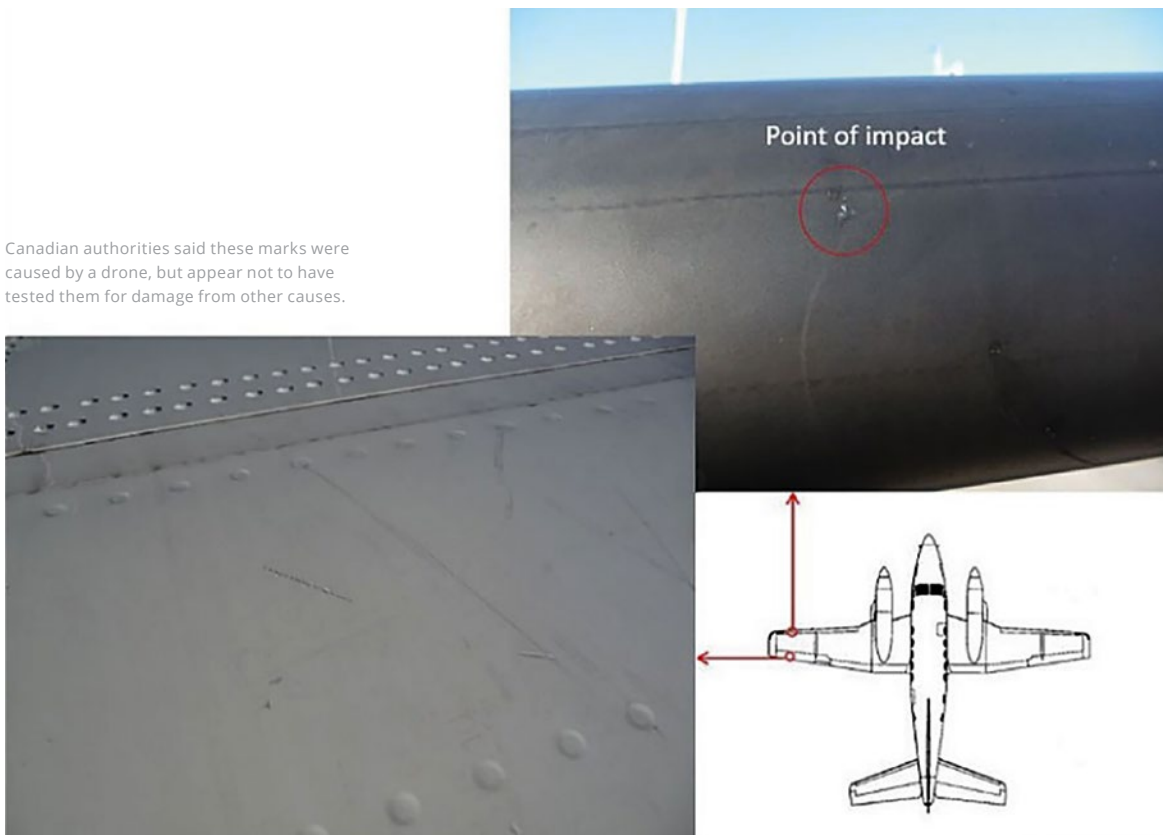 Point of impact
Canadian authorities said these marks were
caused by a drone, but appear not to have
tested them for damage from other causes.